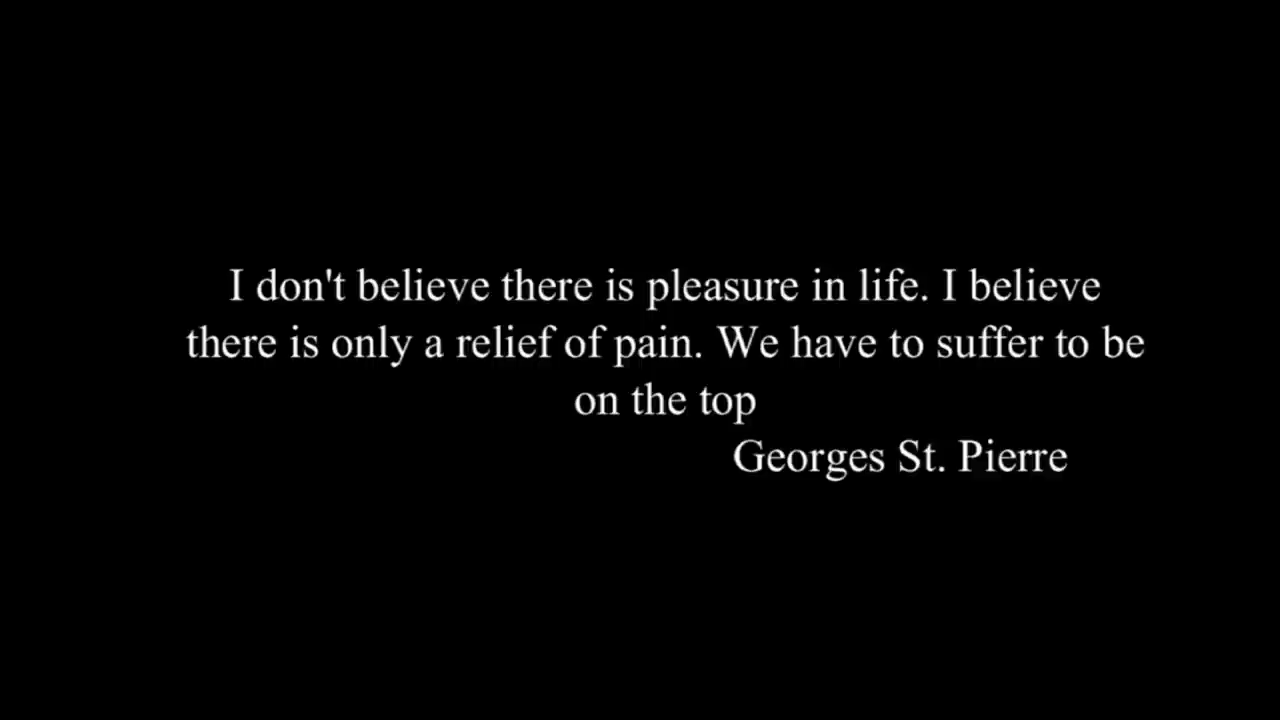 I don't believe there is pleasure in life. I believe
there is only a relief of pain. We have to suffer to be
on the top
Georges St. Pierre